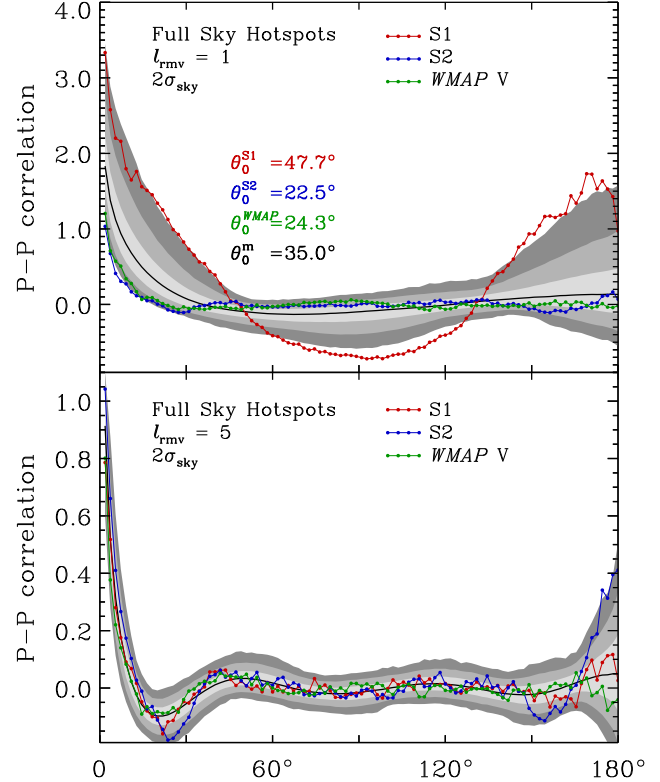 4.0
Full Sky Hotspots
l_rmv = 1
2σ_sky
S1
S2
WMAP V
3.0
2.0
1.0
0.0
P−P correlation
θ_0^S1 =47.7°
θ_0^S2 =22.5°
θ_0^WMAP=24.3°
θ_0^m =35.0°
Full Sky Hotspots
l_rmv = 5
2σ_sky
S1
S2
WMAP V
1.0
0.8
0.6
0.4
0.2
0.0
P−P correlation
0 60° 120° 180°